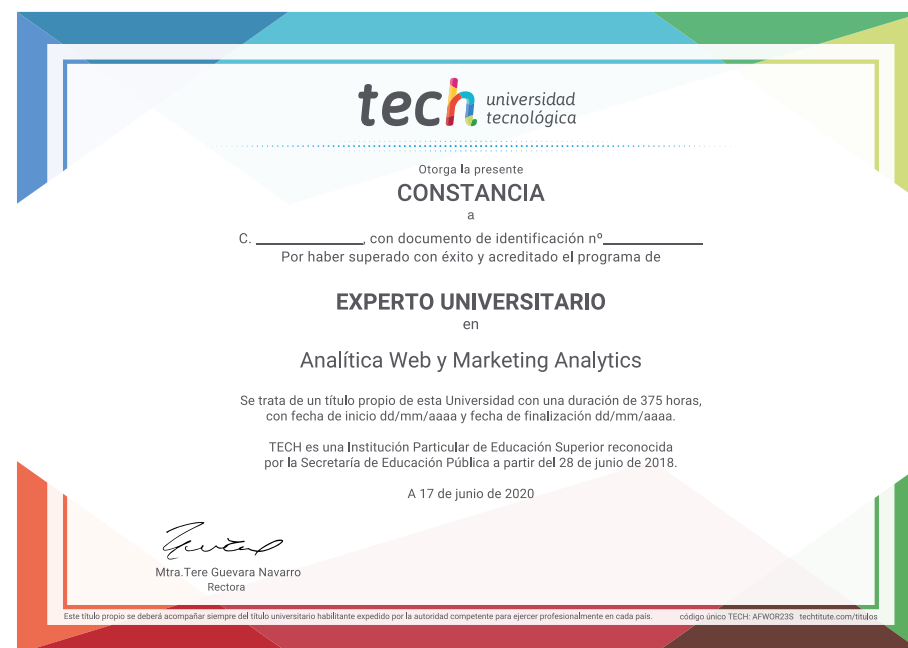 tech universidad
tecnológica
Otorga la presente
CONSTANCIA
a
C. ____________, con documento de identificación nº____________
Por haber superado con éxito y acreditado el programa de
EXPERTO UNIVERSITARIO
en
Analítica Web y Marketing Analytics
Se trata de un título propio de esta Universidad con una duración de 375 horas,
con fecha de inicio dd/mm/aaaa y fecha de finalización dd/mm/aaaa.
TECH es una Institución Particular de Educación Superior reconocida
por la Secretaría de Educación Pública a partir del 28 de junio de 2018.
A 17 de junio de 2020
Mtra.Tere Guevara Navarro
Rectora
Este título propio se deberá acompañar siempre del título universitario habilitante expedido por la autoridad competente para ejercer profesionalmente en cada país. código único TECH: AFWOR23S techtitute.com/titulos